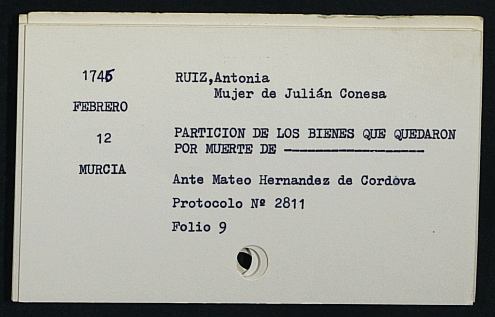 1745
RUIZ,Antonia
Mujer de Julián Conesa
FEBRERO
12
PARTICION DE LOS BIENES QUE QUEDARON
POR MUERTE DE --------------------
MURCIA
Ante Mateo Hernandez de Cordova
Protocolo Nº 2811
Folio 9